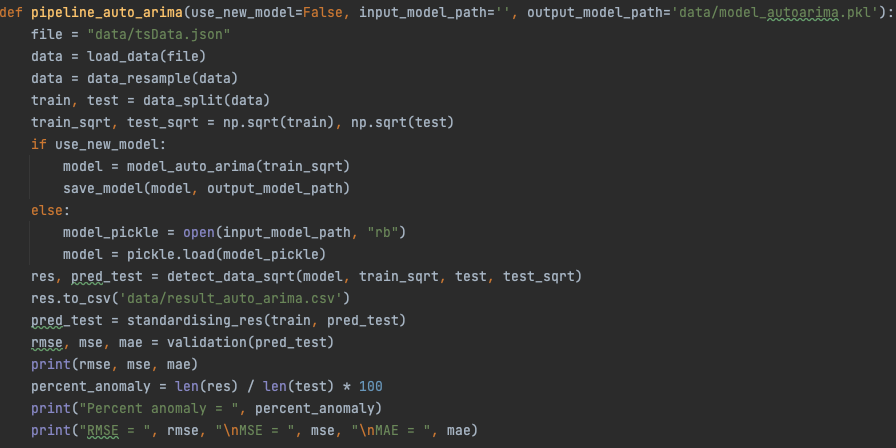 def pipeline_auto_arima(use_new_model=False, input_model_path='', output_model_path='data/model_autoarima.pkl'):
    file = "data/tsData.json"
    data = load_data(file)
    data = data_resample(data)
    train, test = data_split(data)
    train_sqrt, test_sqrt = np.sqrt(train), np.sqrt(test)
    if use_new_model:
        model = model_auto_arima(train_sqrt)
        save_model(model, output_model_path)
    else:
        model_pickle = open(input_model_path, "rb")
        model = pickle.load(model_pickle)
    res, pred_test = detect_data_sqrt(model, train_sqrt, test, test_sqrt)
    res.to_csv('data/result_auto_arima.csv')
    pred_test = standardising_res(train, pred_test)
    rmse, mse, mae = validation(pred_test)
    print(rmse, mse, mae)
    percent_anomaly = len(res) / len(test) * 100
    print("Percent anomaly = ", percent_anomaly)
    print("RMSE = ", rmse, "\nMSE = ", mse, "\nMAE = ", mae)